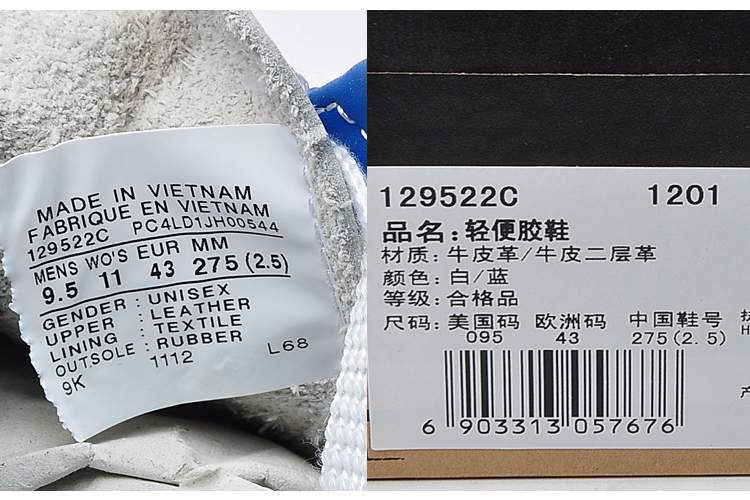 MADE IN VIETNAM
FABRIQUE EN VIETNAM
129522C PC4LD1JH00544
MENS WO'S EUR MM
9.5 11 43 275 (2.5)
GENDER : UNISEX
UPPER : LEATHER
LINING : TEXTILE
OUTSOLE : RUBBER
9K 1112 L68
129522C 1201
品名: 轻便胶鞋
材质: 牛皮革/牛皮二层革
颜色: 白/蓝
等级: 合格品
尺码: 美国码 欧洲码 中国鞋号
095 43 275(2.5)
6 903313 057676